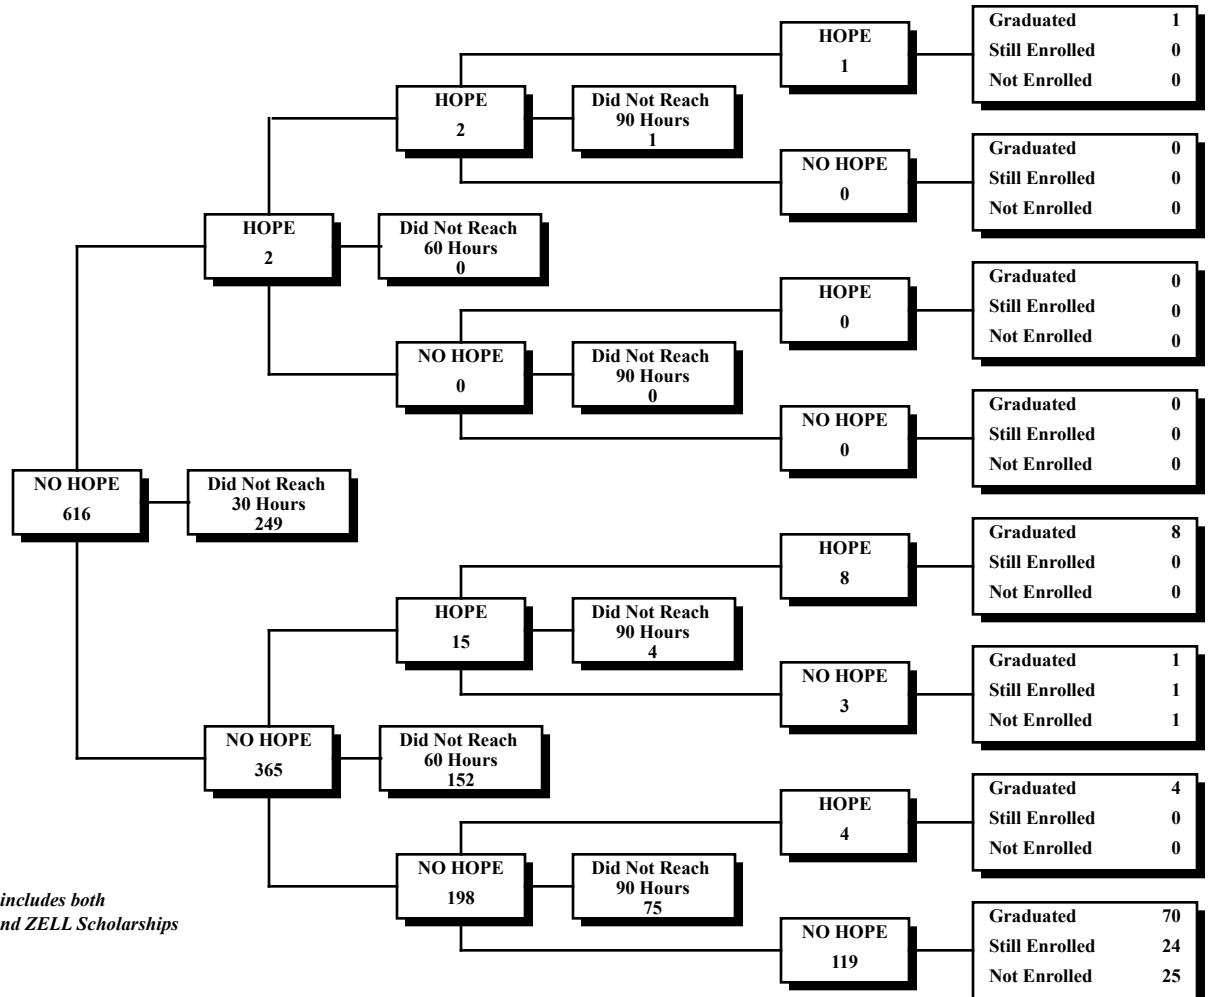 HOPE
1
Graduated 1
Still Enrolled 0
Not Enrolled 0
HOPE
2
Did Not Reach
90 Hours
1
NO HOPE
0
Graduated 0
Still Enrolled 0
Not Enrolled 0
HOPE
2
Did Not Reach
60 Hours
0
HOPE
0
Graduated 0
Still Enrolled 0
Not Enrolled 0
NO HOPE
0
Did Not Reach
90 Hours
0
NO HOPE
0
Graduated 0
Still Enrolled 0
Not Enrolled 0
NO HOPE
616
Did Not Reach
30 Hours
249
HOPE
8
Graduated 8
Still Enrolled 0
Not Enrolled 0
HOPE
15
Did Not Reach
90 Hours
4
NO HOPE
3
Graduated 1
Still Enrolled 1
Not Enrolled 1
NO HOPE
365
Did Not Reach
60 Hours
152
HOPE
4
Graduated 4
Still Enrolled 0
Not Enrolled 0
NO HOPE
198
Did Not Reach
90 Hours
75
NO HOPE
119
Graduated 70
Still Enrolled 24
Not Enrolled 25
includes both
nd ZELL Scholarships